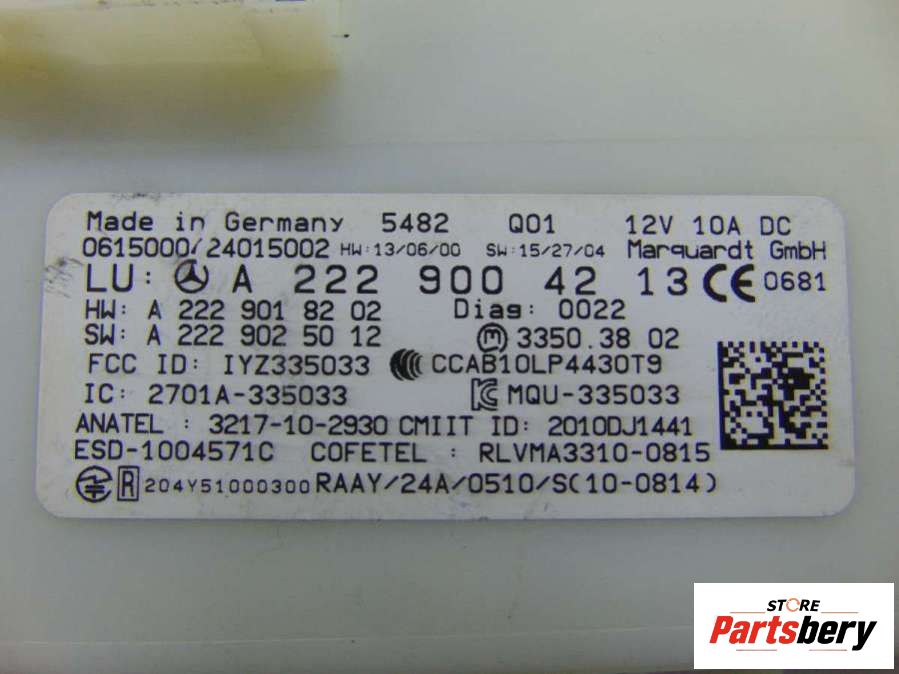 Made in Germany 5482 Q01 12V 10A DC
0615000/24015002 HW:13/06/00 SW:15/27/04 Marquardt GmbH
LU: A 222 900 42 13 CE 0681
HW: A 222 901 82 02 Diag: 0022
SW: A 222 902 50 12 3350.38 02
FCC ID: IYZ335033 CCAB10LP4430T9
IC: 2701A-335033 MQU-335033
ANATEL : 3217-10-2930 CMIIT ID: 2010DJ1441
ESD-1004571C COFETEL : RLVMA3310-0815
R 204Y51000300 RAAY/24A/0510/S(10-0814)
STORE
Partsbery